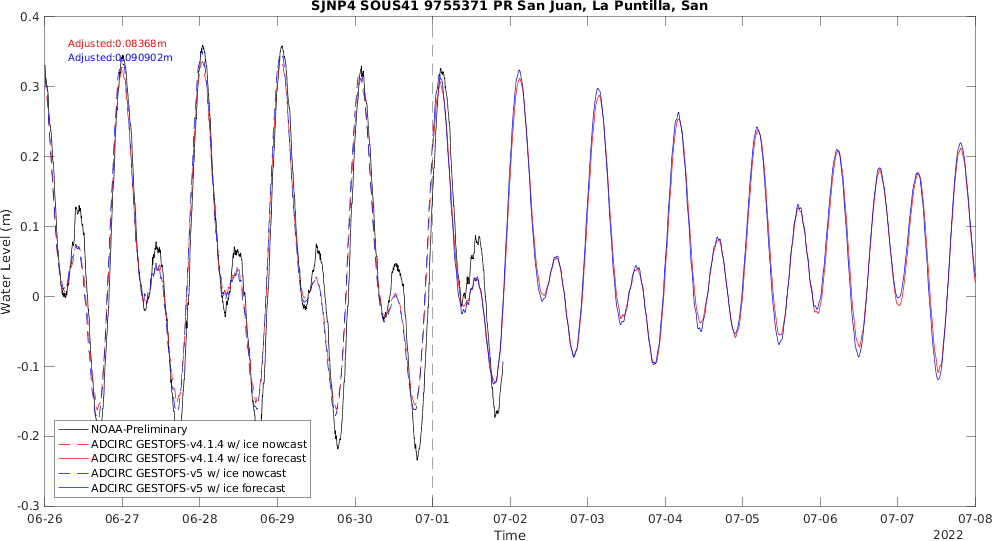 SJNP4 SOUS41 9755371 PR San Juan, La Puntilla, San
Adjusted:0.08368m
Adjusted:0.090902m
0.4
0.3
0.2
0.1
0
-0.1
-0.2
-0.3
Water Level (m)
NOAA-Preliminary
ADCIRC GESTOFS-v4.1.4 w/ ice nowcast
ADCIRC GESTOFS-v4.1.4 w/ ice forecast
ADCIRC GESTOFS-v5 w/ ice nowcast
ADCIRC GESTOFS-v5 w/ ice forecast
06-26 06-27 06-28 06-29 06-30 07-01 07-02 07-03 07-04 07-05 07-06 07-07 07-08
Time
2022